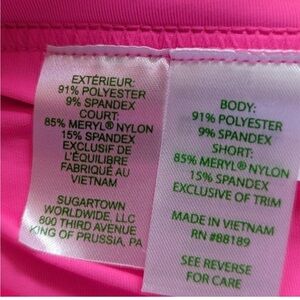 EXTÉRIEUR:
91% POLYESTER
9% SPANDEX
COURT:
85% MERYL® NYLON
15% SPANDEX
EXCLUSIF DE
L'ÉQUILIBRE
FABRIQUÉ AU
VIETNAM
SUGARTOWN
WORLDWIDE, LLC
800 THIRD AVENUE
KING OF PRUSSIA, PA
BODY:
91% POLYESTER
9% SPANDEX
SHORT:
85% MERYL® NYLON
15% SPANDEX
EXCLUSIVE OF TRIM
MADE IN VIETNAM
RN #88189
SEE REVERSE
FOR CARE